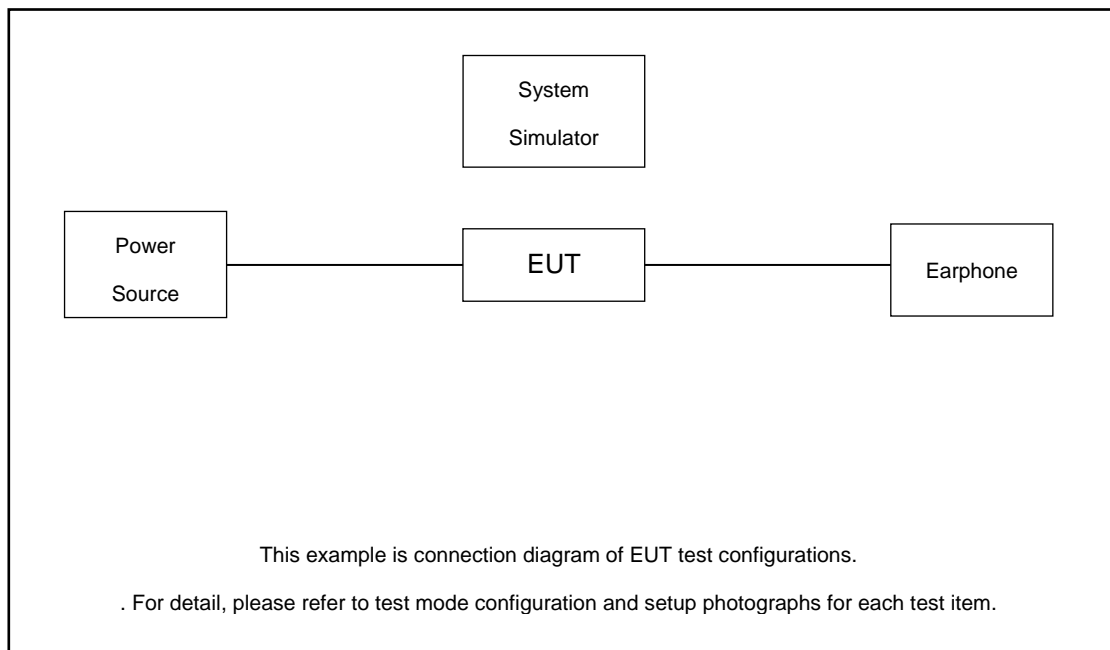 System
Simulator
Power
Source
EUT
Earphone
This example is connection diagram of EUT test configurations.
. For detail, please refer to test mode configuration and setup photographs for each test item.